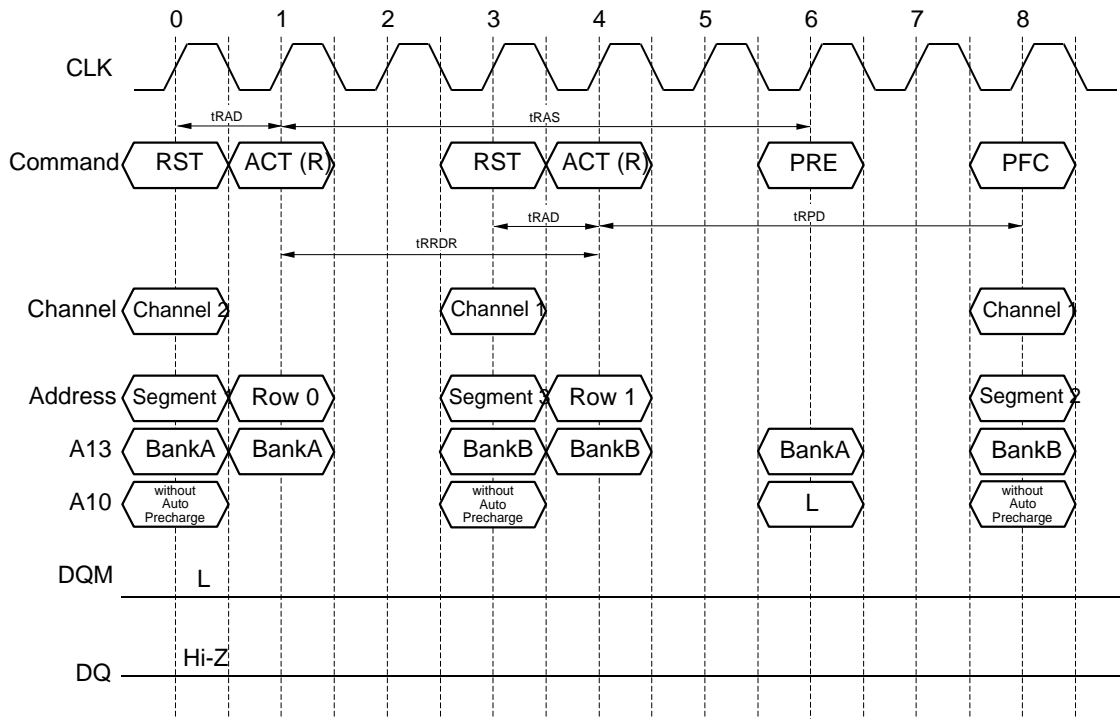 0 1 2 3 4 5 6 7 8
CLK
tRAD tRAS
Command RST ACT (R) RST ACT (R) PRE PFC
tRAD tRPD
tRRDR
Channel Channel 2 Channel 1 Channel 1
Address Segment 1 Row 0 Segment 3 Row 1 Segment 2
A13 BankA BankA BankB BankB BankA BankB
A10 without Auto Precharge without Auto Precharge L without Auto Precharge
DQM L
DQ Hi-Z